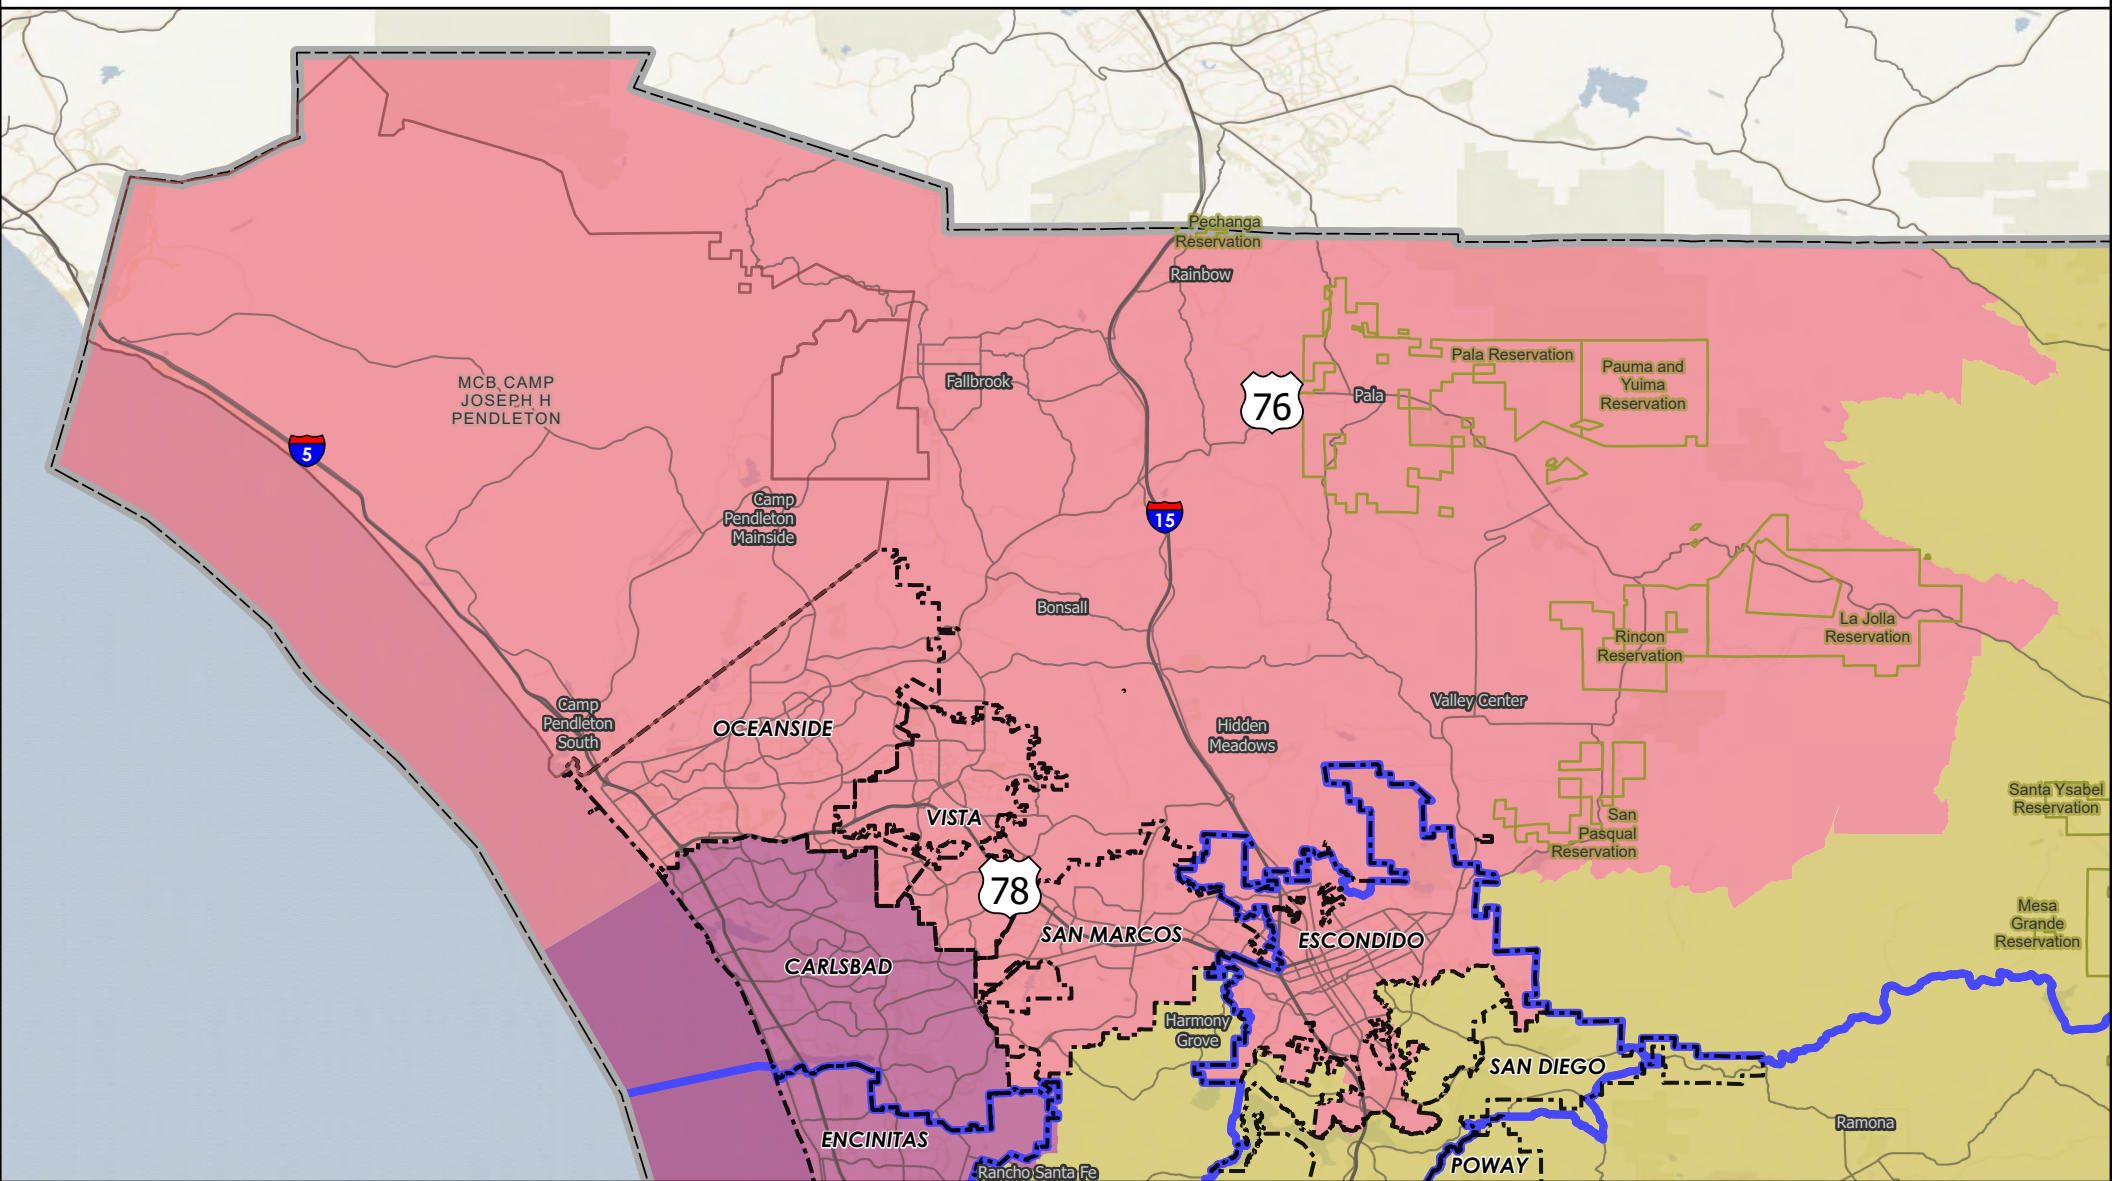 Pechanga
Reservation
Rainbow
Pala Reservation
Pauma and
Yuima
Reservation
MCB CAMP
JOSEPH H
PENDLETON
Fallbrook
76
Pala
5
Camp
Pendleton
Mainside
15
Bonsall
La Jolla
Reservation
Rincon
Reservation
Camp
Pendleton
South
OCEANSIDE
Valley Center
Hidden
Meadows
Santa Ysabel
Reservation
VISTA
San
Pasqual
Reservation
78
Mesa
Grande
Reservation
SAN MARCOS
ESCONDIDO
CARLSBAD
Harmony
Grove
SAN DIEGO
Ramona
ENCINITAS
POWAY
Rancho Santa Fe